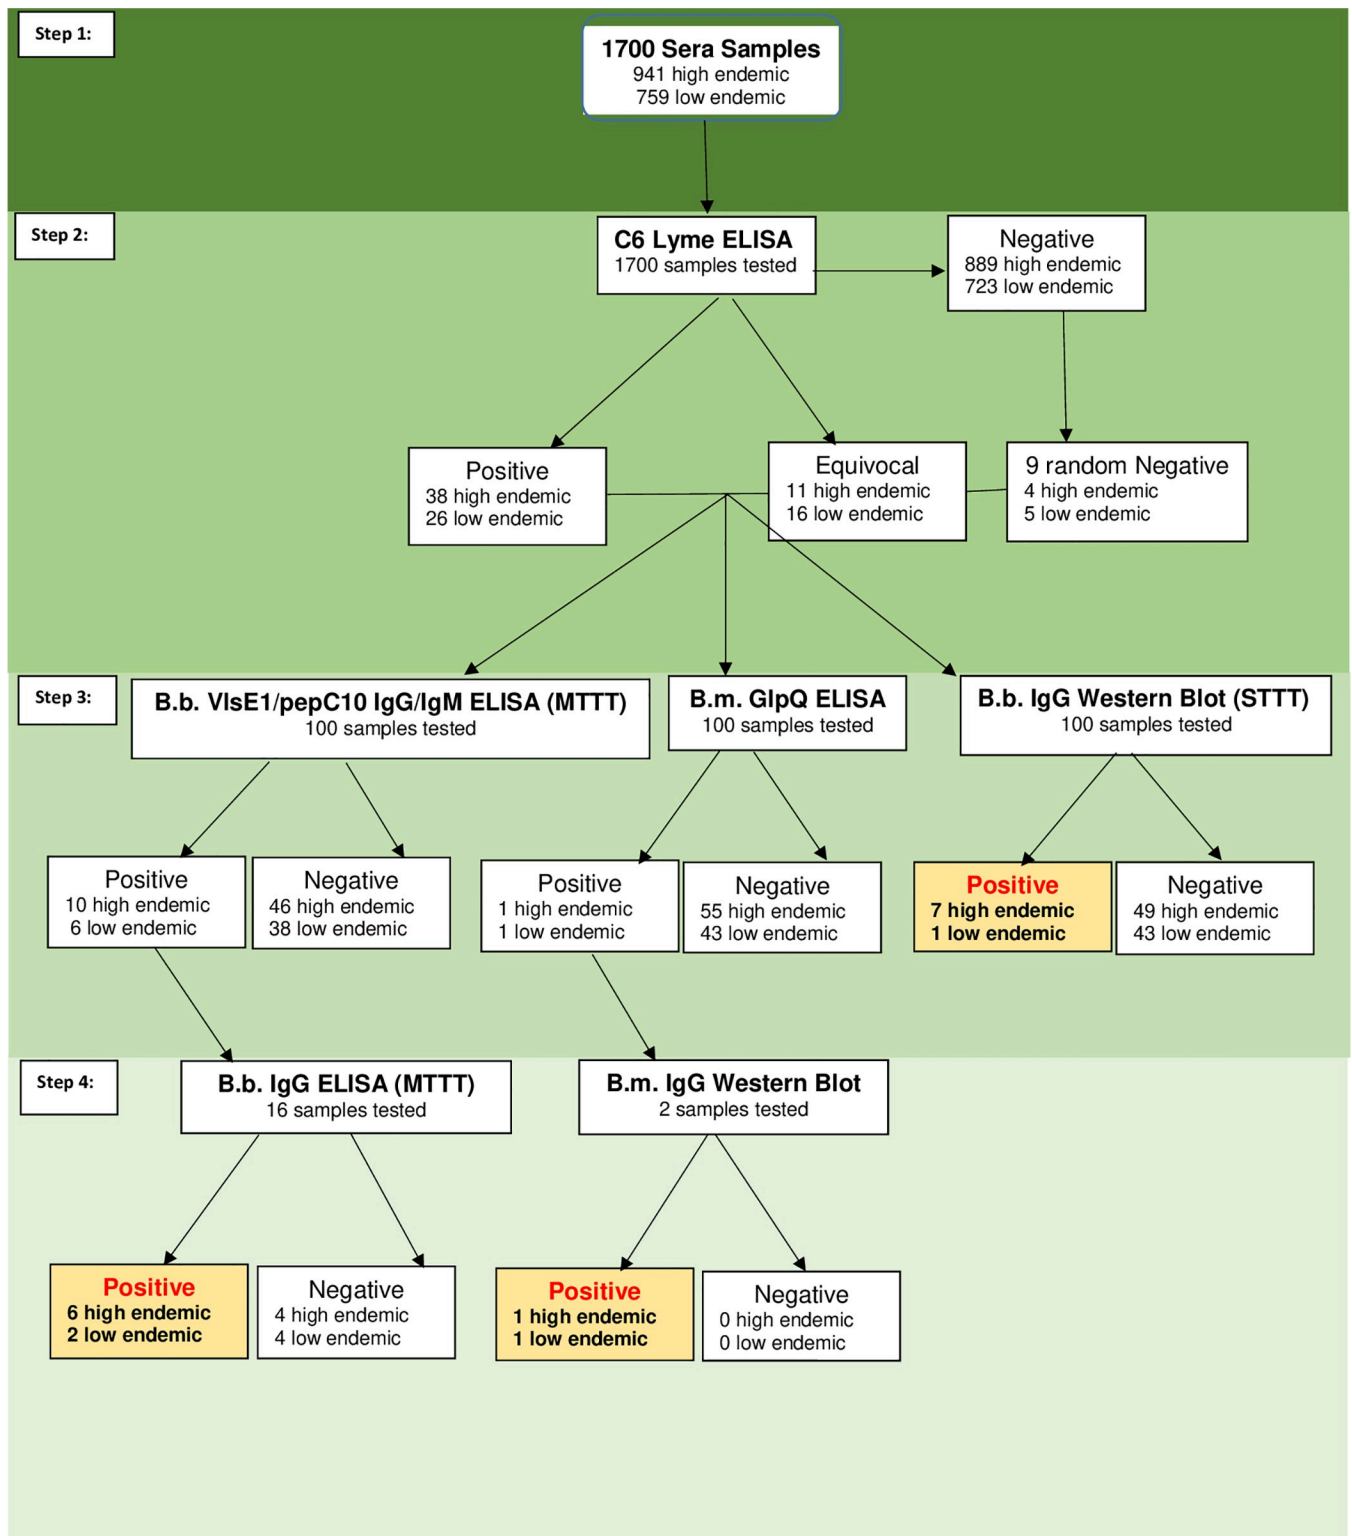 Step 1:
1700 Sera Samples
941 high endemic
759 low endemic
Step 2:
C6 Lyme ELISA
1700 samples tested
Negative
889 high endemic
723 low endemic
Positive
38 high endemic
26 low endemic
Equivocal
11 high endemic
16 low endemic
9 random Negative
4 high endemic
5 low endemic
Step 3:
B.b. VlsE1/pepC10 IgG/IgM ELISA (MTTT)
100 samples tested
B.m. GlpQ ELISA
100 samples tested
B.b. IgG Western Blot (STTT)
100 samples tested
Positive
10 high endemic
6 low endemic
Negative
46 high endemic
38 low endemic
Positive
1 high endemic
1 low endemic
Negative
55 high endemic
43 low endemic
Positive
7 high endemic
1 low endemic
Negative
49 high endemic
43 low endemic
Step 4:
B.b. IgG ELISA (MTTT)
16 samples tested
B.m. IgG Western Blot
2 samples tested
Positive
6 high endemic
2 low endemic
Negative
4 high endemic
4 low endemic
Positive
1 high endemic
1 low endemic
Negative
0 high endemic
0 low endemic